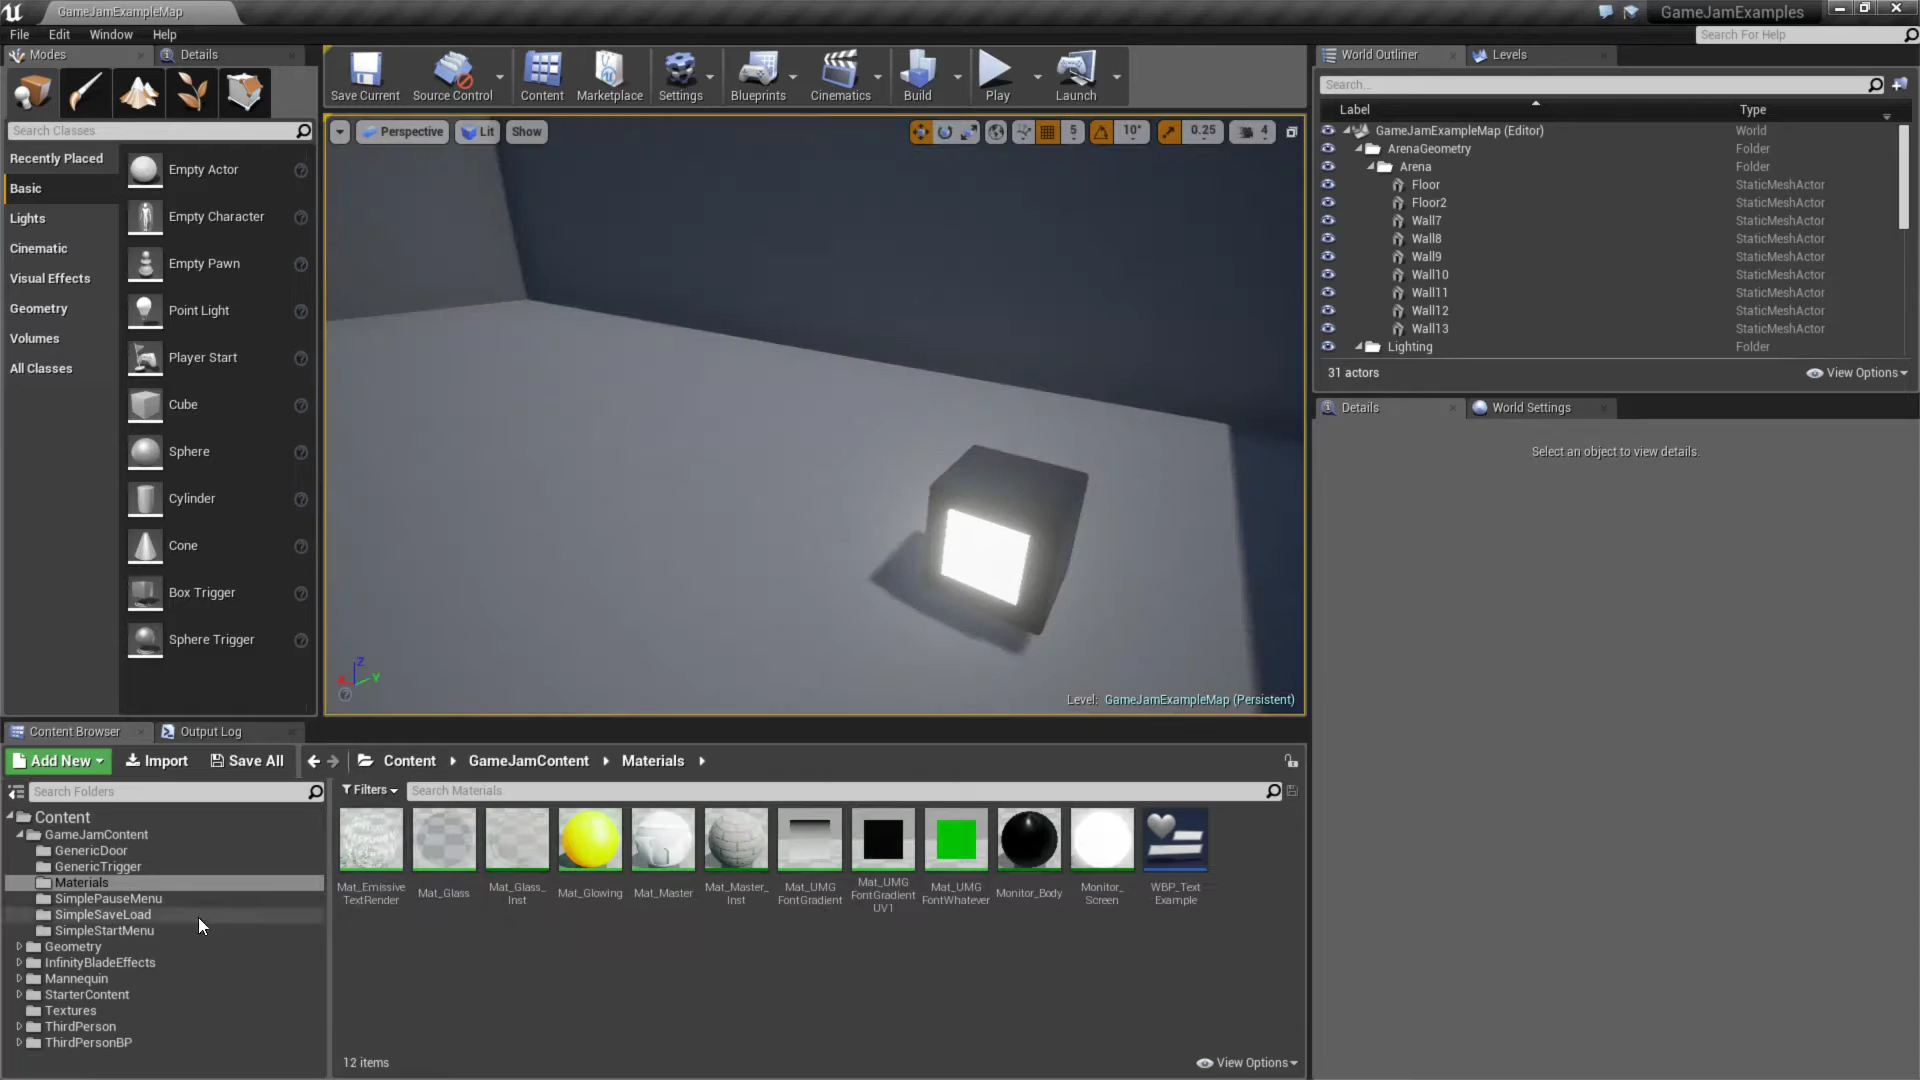 GameJamExampleMap
GameJamExamples
File Edit Window Help
Search For Help
Modes
Details
Save Current
Source Control
Content
Marketplace
Settings
Blueprints
Cinematics
Build
Play
Launch
World Outliner
Levels
Search...
Label Type
Search Classes
Perspective
Lit
Show
5
10°
0.25
4
Recently Placed
Basic
Lights
Cinematic
Visual Effects
Geometry
Volumes
All Classes
Empty Actor
Empty Character
Empty Pawn
Point Light
Player Start
Cube
Sphere
Cylinder
Cone
Box Trigger
Sphere Trigger
GameJamExampleMap (Editor) World
ArenaGeometry Folder
Arena Folder
Floor StaticMeshActor
Floor2 StaticMeshActor
Wall7 StaticMeshActor
Wall8 StaticMeshActor
Wall9 StaticMeshActor
Wall10 StaticMeshActor
Wall11 StaticMeshActor
Wall12 StaticMeshActor
Wall13 StaticMeshActor
Lighting Folder
31 actors
View Options
Details
World Settings
Select an object to view details.
Z
X
Y
Level: GameJamExampleMap (Persistent)
Content Browser
Output Log
Add New
Import
Save All
Content
GameJamContent
Materials
Search Folders
Filters
Search Materials
Content
GameJamContent
GenericDoor
GenericTrigger
Materials
SimplePauseMenu
SimpleSaveLoad
SimpleStartMenu
Geometry
InfinityBladeEffects
Mannequin
StarterContent
Textures
ThirdPerson
ThirdPersonBP
Mat_Emissive
TextRender
Mat_Glass
Mat_Glass_
Inst
Mat_Glowing
Mat_Master
Mat_Master_
Inst
Mat_UMG
FontGradient
Mat_UMG
FontGradient
UV1
Mat_UMG
FontWhatever
Monitor_Body
Monitor_
Screen
WBP_Text
Example
12 items
View Options